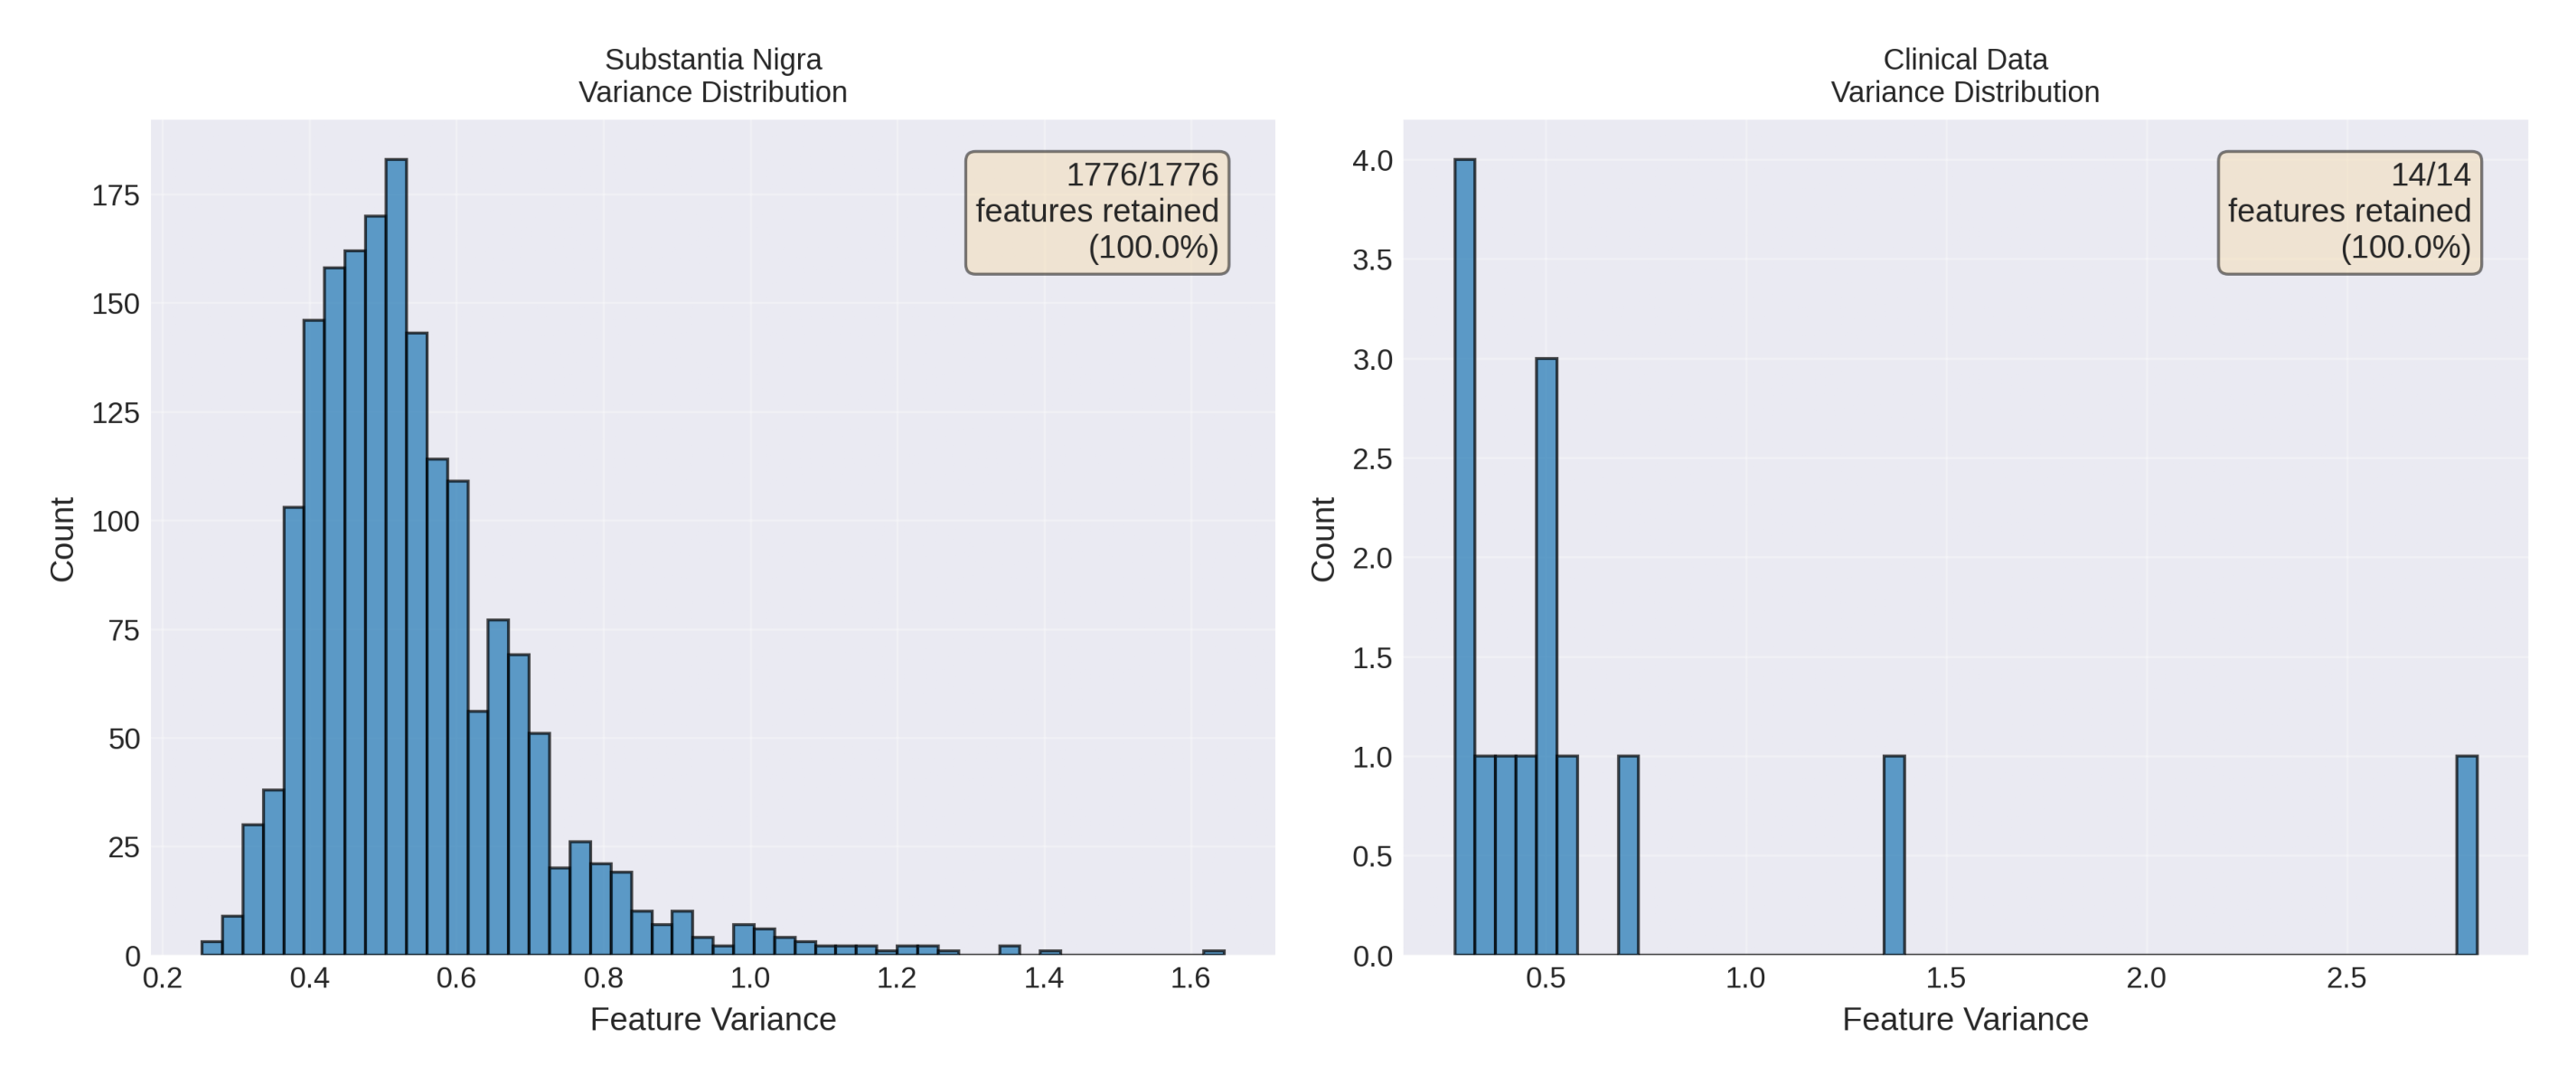 Substantia Nigra
Variance Distribution
1776/1776
features retained
(100.0%)
Count
175
150
125
100
75
50
25
0
0.2 0.4 0.6 0.8 1.0 1.2 1.4 1.6
Feature Variance
Clinical Data
Variance Distribution
14/14
features retained
(100.0%)
Count
4.0
3.5
3.0
2.5
2.0
1.5
1.0
0.5
0.0
0.5 1.0 1.5 2.0 2.5
Feature Variance